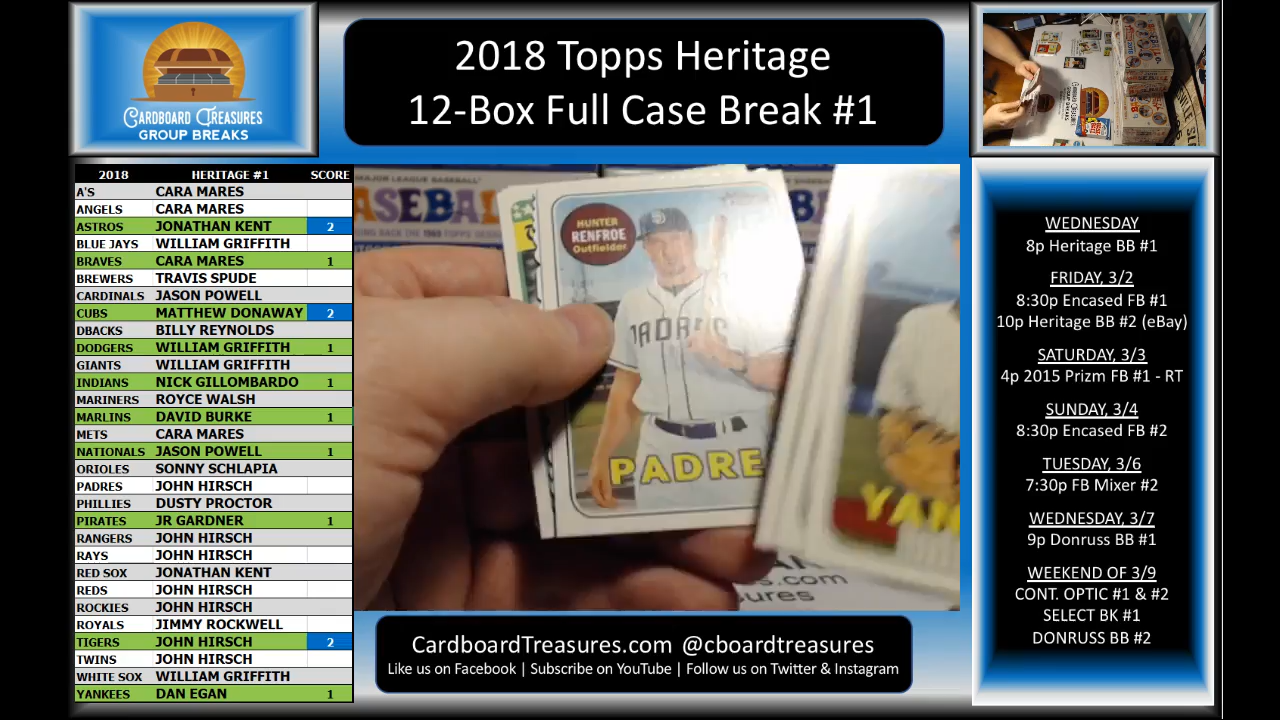 CARDBOARD TREASURES
GROUP BREAKS
2018 Topps Heritage
12-Box Full Case Break #1
2018 HERITAGE #1 SCORE
A'S CARA MARES
ANGELS CARA MARES
ASTROS JONATHAN KENT 2
BLUE JAYS WILLIAM GRIFFITH
BRAVES CARA MARES 1
BREWERS TRAVIS SPUDE
CARDINALS JASON POWELL
CUBS MATTHEW DONAWAY 2
DBACKS BILLY REYNOLDS
DODGERS WILLIAM GRIFFITH 1
GIANTS WILLIAM GRIFFITH
INDIANS NICK GILLOMBARDO 1
MARINERS ROYCE WALSH
MARLINS DAVID BURKE 1
METS CARA MARES
NATIONALS JASON POWELL 1
ORIOLES SONNY SCHLAPIA
PADRES JOHN HIRSCH
PHILLIES DUSTY PROCTOR
PIRATES JR GARDNER 1
RANGERS JOHN HIRSCH
RAYS JOHN HIRSCH
RED SOX JONATHAN KENT
REDS JOHN HIRSCH
ROCKIES JOHN HIRSCH
ROYALS JIMMY ROCKWELL
TIGERS JOHN HIRSCH 2
TWINS JOHN HIRSCH
WHITE SOX WILLIAM GRIFFITH
YANKEES DAN EGAN 1
MAJOR LEAGUE BASEBALL
ASEBAL
HUNTER
RENFROE
Outfielder
PADRES
PADRE
YAN
s.com
sures
CardboardTreasures.com @cboardtreasures
Like us on Facebook | Subscribe on YouTube | Follow us on Twitter & Instagram
WEDNESDAY
8p Heritage BB #1
FRIDAY, 3/2
8:30p Encased FB #1
10p Heritage BB #2 (eBay)
SATURDAY, 3/3
4p 2015 Prizm FB #1 - RT
SUNDAY, 3/4
8:30p Encased FB #2
TUESDAY, 3/6
7:30p FB Mixer #2
WEDNESDAY, 3/7
9p Donruss BB #1
WEEKEND OF 3/9
CONT. OPTIC #1 & #2
SELECT BK #1
DONRUSS BB #2